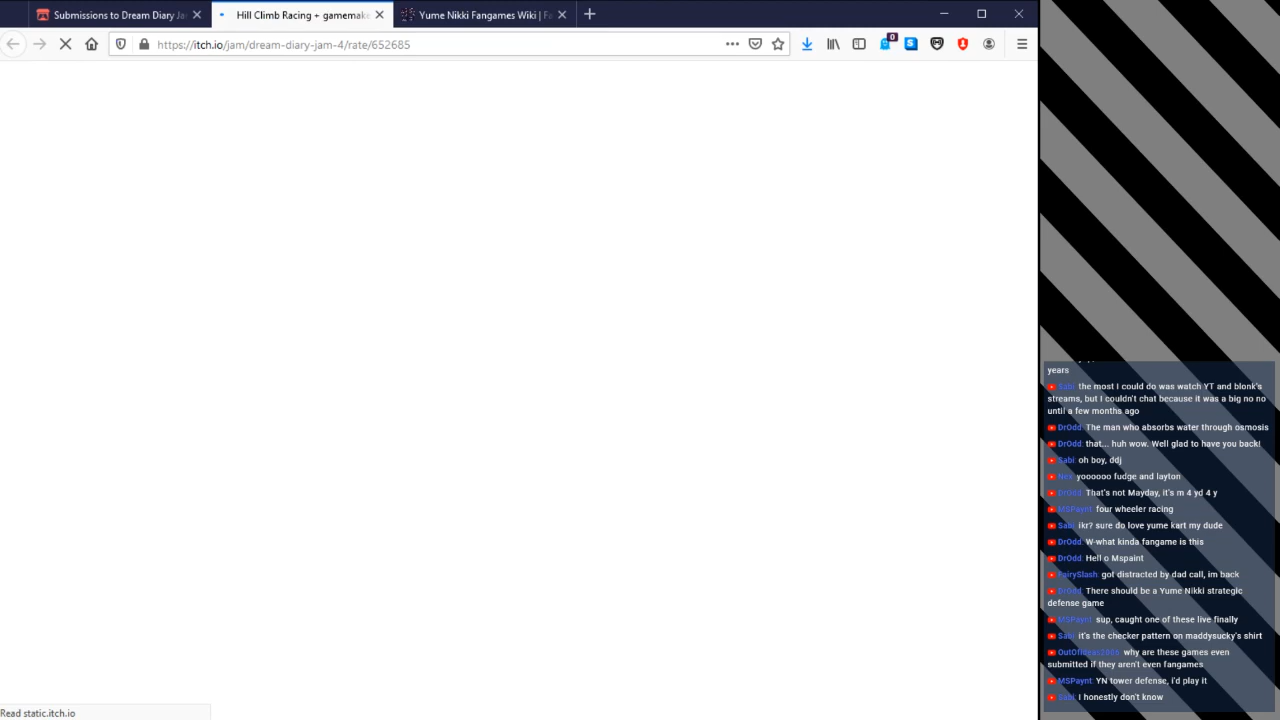 Submissions to Dream Diary Ja
Hill Climb Racing + gamemake
Yume Nikki Fangames Wiki | Fa
https://itch.io/jam/dream-diary-jam-4/rate/652685
0
S
years
Sabi: the most I could do was watch YT and blonk's
streams, but I couldn't chat because it was a big no no
until a few months ago
DrOdd: The man who absorbs water through osmosis
DrOdd: that... huh wow. Well glad to have you back!
Sabi: oh boy, ddj
Nex: yoooooo fudge and layton
DrOdd: That's not Mayday, it's m 4 yd 4 y
MSPaynt: four wheeler racing
Sabi: ikr? sure do love yume kart my dude
DrOdd: W-what kinda fangame is this
DrOdd: Hell o Mspaint
FairySlash: got distracted by dad call, im back
DrOdd: There should be a Yume Nikki strategic
defense game
MSPaynt: sup, caught one of these live finally
Sabi: it's the checker pattern on maddysucky's shirt
why are these games even
submitted if they aren't even fangames
MSPaynt: YN tower defense, i'd play it
Sabi: I honestly don't know
Read static.itch.io